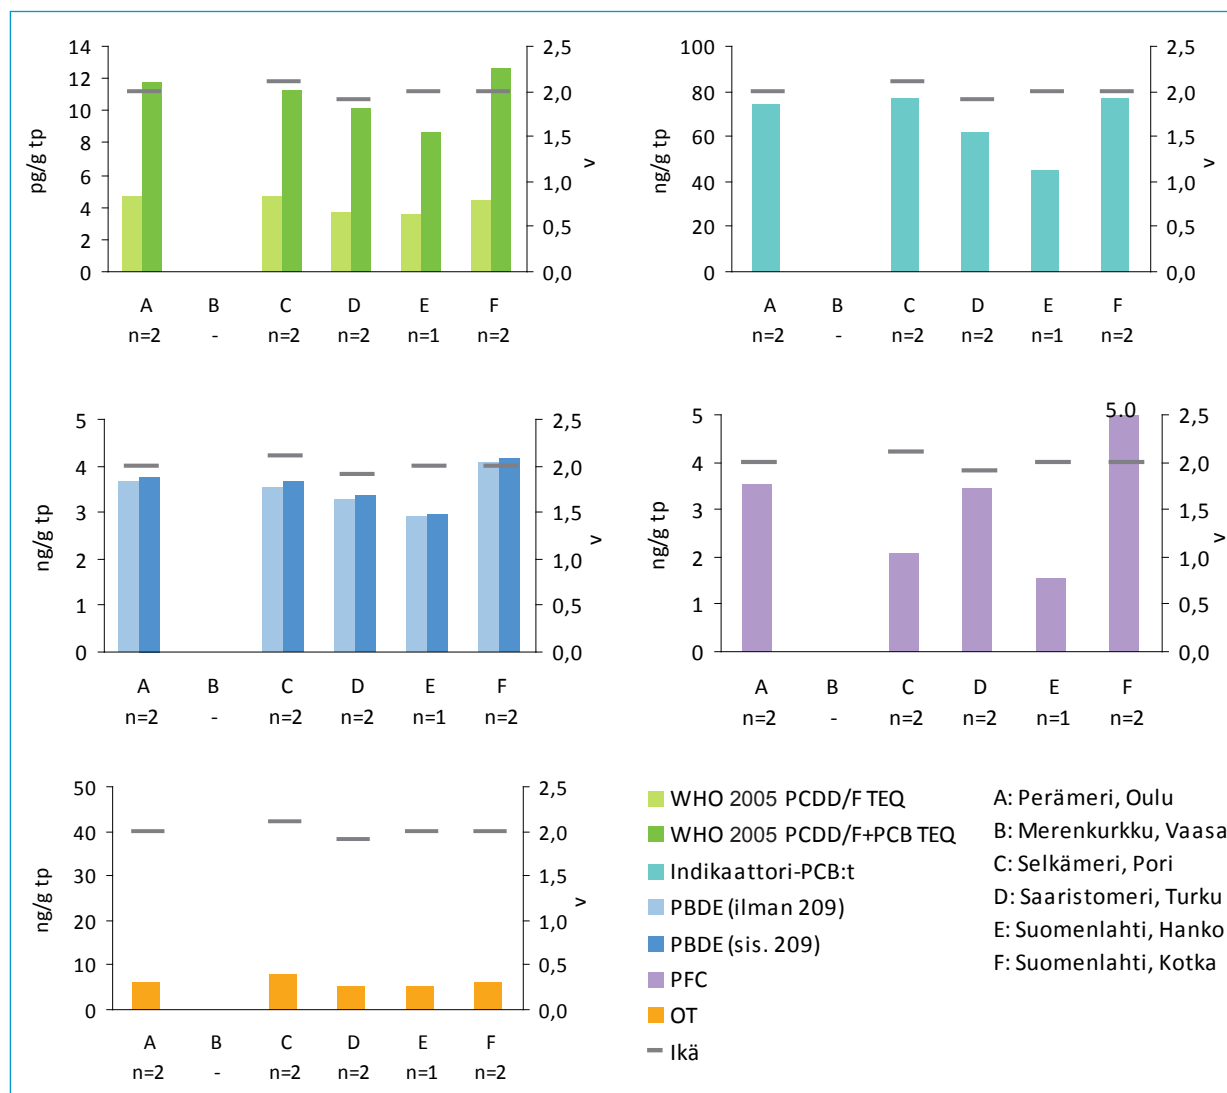 14
12
10
8
6
4
2
0
pg/g tp
2,5
2,0
1,5
1,0
0,5
0,0
v
A B C D E F
n=2 - n=2 n=2 n=1 n=2
100
80
60
40
20
0
ng/g tp
2,5
2,0
1,5
1,0
0,5
0,0
v
A B C D E F
n=2 - n=2 n=2 n=1 n=2
5
4
3
2
1
0
ng/g tp
2,5
2,0
1,5
1,0
0,5
0,0
v
A B C D E F
n=2 - n=2 n=2 n=1 n=2
5
4
3
2
1
0
ng/g tp
5.0
2,5
2,0
1,5
1,0
0,5
0,0
v
A B C D E F
n=2 - n=2 n=2 n=1 n=2
50
40
30
20
10
0
ng/g tp
2,5
2,0
1,5
1,0
0,5
0,0
v
A B C D E F
n=2 - n=2 n=2 n=1 n=2
WHO 2005 PCDD/F TEQ
WHO 2005 PCDD/F+PCB TEQ
Indikaattori-PCB:t
PBDE (ilman 209)
PBDE (sis. 209)
PFC
OT
Ikä
A: Perämeri, Oulu
B: Merenkurkku, Vaasa
C: Selkämeri, Pori
D: Saaristomeri, Turku
E: Suomenlahti, Hanko
F: Suomenlahti, Kotka